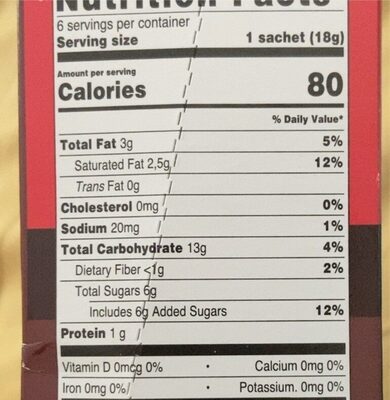 Nutrition Facts
6 servings per container
Serving size 1 sachet (18g)
Amount per serving
Calories 80
% Daily Value*
Total Fat 3g 5%
Saturated Fat 2,5g 12%
Trans Fat 0g
Cholesterol 0mg 0%
Sodium 20mg 1%
Total Carbohydrate 13g 4%
Dietary Fiber <1g 2%
Total Sugars 6g
Includes 6g Added Sugars 12%
Protein 1 g
Vitamin D 0mcg 0% • Calcium 0mg 0%
Iron 0mg 0% • Potassium. 0mg 0%